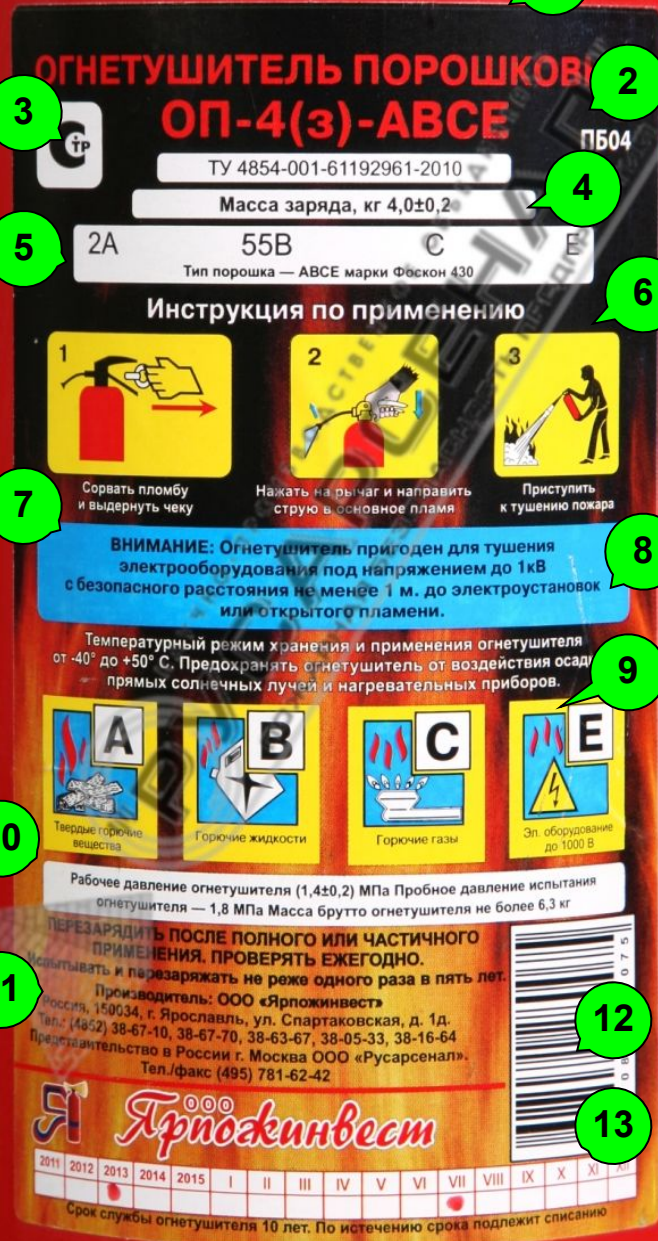 2
ОГНЕТУШИТЕЛЬ ПОРОШКОВ
3
ОП-4(з)-АВСЕ
СтР
ПБ04
ТУ 4854-001-61192961-2010
4
Масса заряда, кг 4,0±0,2
5
2А 55В С Е
Тип порошка — АВСЕ марки Фоскон 430
6
Инструкция по применению
1
2
3
Сорвать пломбу
и выдернуть чеку
Нажать на рычаг и направить
струю в основное пламя
Приступить
к тушению пожара
7
ВНИМАНИЕ: Огнетушитель пригоден для тушения
электрооборудования под напряжением до 1кВ
с безопасного расстояния не менее 1 м. до электроустановок
или открытого пламени.
8
Температурный режим хранения и применения огнетушителя
от -40° до +50° С. Предохранять огнетушитель от воздействия осад
прямых солнечных лучей и нагревательных приборов.
9
А
В
С
Е
Твердые горючие
вещества
Горючие жидкости
Горючие газы
Эл. оборудование
до 1000 В
0
Рабочее давление огнетушителя (1,4±0,2) МПа Пробное давление испытания
огнетушителя — 1,8 МПа Масса брутто огнетушителя не более 6,3 кг
ПЕРЕЗАРЯДИТЬ ПОСЛЕ ПОЛНОГО ИЛИ ЧАСТИЧНОГО
ПРИМЕНЕНИЯ. ПРОВЕРЯТЬ ЕЖЕГОДНО.
Испытывать и перезаряжать не реже одного раза в пять лет.
1
Производитель: ООО «Ярпожинвест»
Россия, 150034, г. Ярославль, ул. Спартаковская, д. 1д.
Тел.: (4852) 38-67-10, 38-67-70, 38-63-67, 38-05-33, 38-16-64
Представительство в России г. Москва ООО «Русарсенал».
Тел./факс (495) 781-62-42
12
13
ООО
Ярпожинвест
2011 2012 2013 2014 2015 I II III IV V VI VII VIII IX X XI XII
Срок службы огнетушителя 10 лет. По истечению срока подлежит списанию